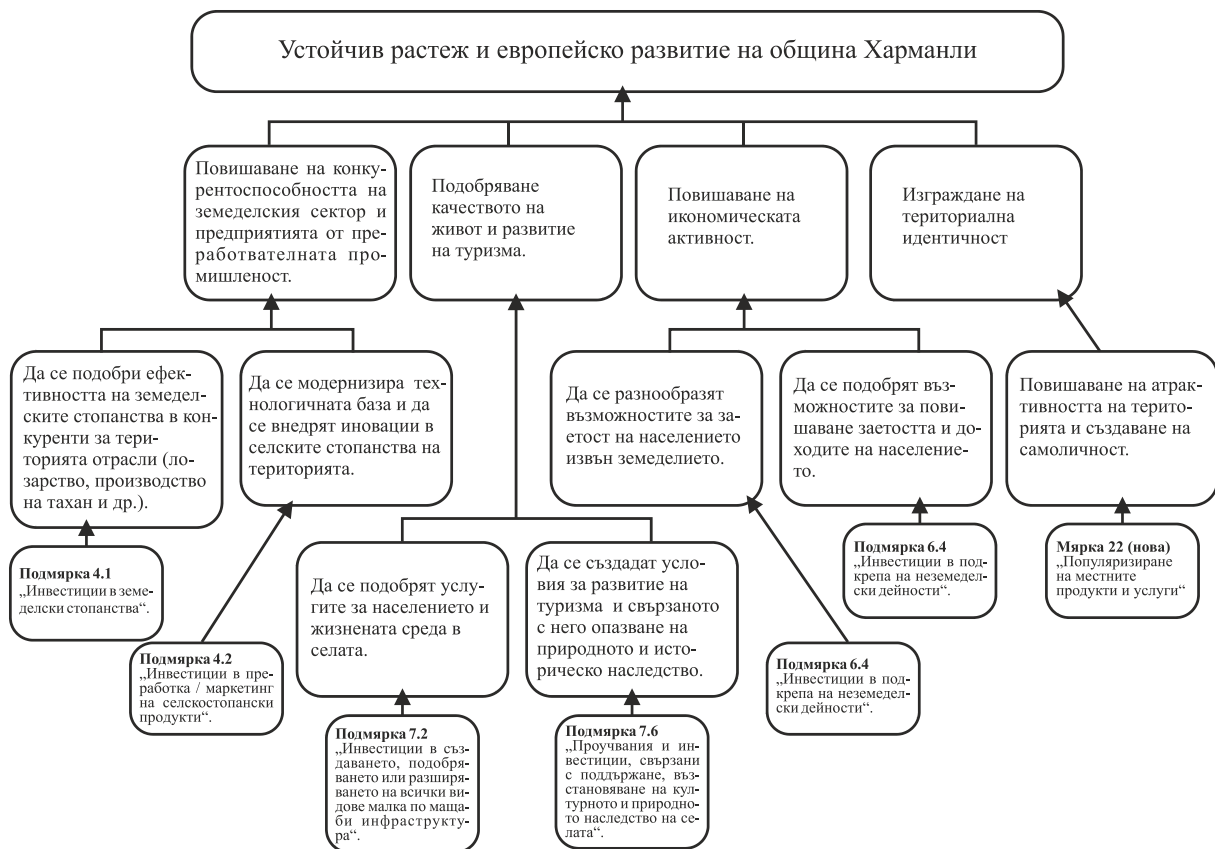 Устойчив растеж и европейско развитие на община Харманли
Повишаване на конку-
рентоспособността на
земеделския сектор и
предприятията от пре-
работвателната про-
мишленост.
Подобряване
качеството на
живот и развитие
на туризма.
Повишаване на
икономическата
активност.
Изграждане на
териториална
идентичност
Да се подобри ефек-
тивността на земедел-
ските стопанства в кон-
куренти за тери-
торията отрасли (ло-
зарство, производство
на тахан и др.).
Да се модернизира тех-
нологичната база и да
се внедрят иновации в
селските стопанства на
територията.
Да се разнообразят
възможностите за за-
етост на населението
извън земеделието.
Да се подобрят въз-
можностите за пови-
шаване заетостта и до-
ходите на население-
то.
Повишаване на атрак-
тивността на терито-
рията и създаване на
самоличност.
Подмярка 4.1
„Инвестиции в земе-
делски стопанства“.
Да се подобрят услу-
гите за населението и
жизнената среда в
селата.
Да се създадат усло-
вия за развитие на
туризма и свързаното
с него опазване на
природното и исто-
рическо наследство.
Подмярка 6.4
„Инвестиции в под-
крепа на неземедел-
ски дейности“.
Мярка 22 (нова)
„Популяризиране
на местните
продукти и услуги“
Подмярка 4.2
„Инвестиции в пре-
работка / маркетинг
на селскостопански
продукти“.
Подмярка 6.4
„Инвестиции в под-
крепа на неземедел-
ски дейности“.
Подмярка 7.2
„Инвестиции в съз-
даването, подобря-
ването или разширя-
ването на всички ви-
дове малка по маща-
би инфраструкту-
ра“.
Подмярка 7.6
„Проучвания и ин-
вестиции, свързани
с поддържане, въз-
становяване на кул-
турното и природно-
то наследство на се-
лата“.